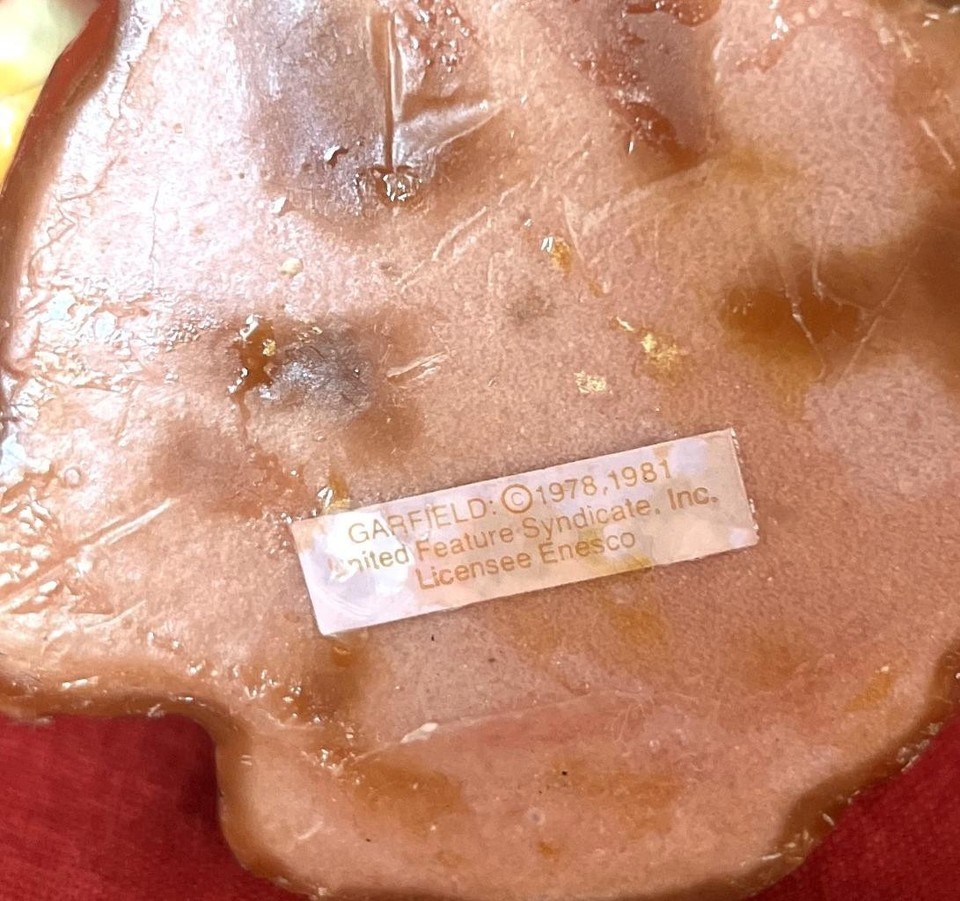 GARFIELD: ©1978,1981
United Feature Syndicate, Inc.
Licensee Enesco